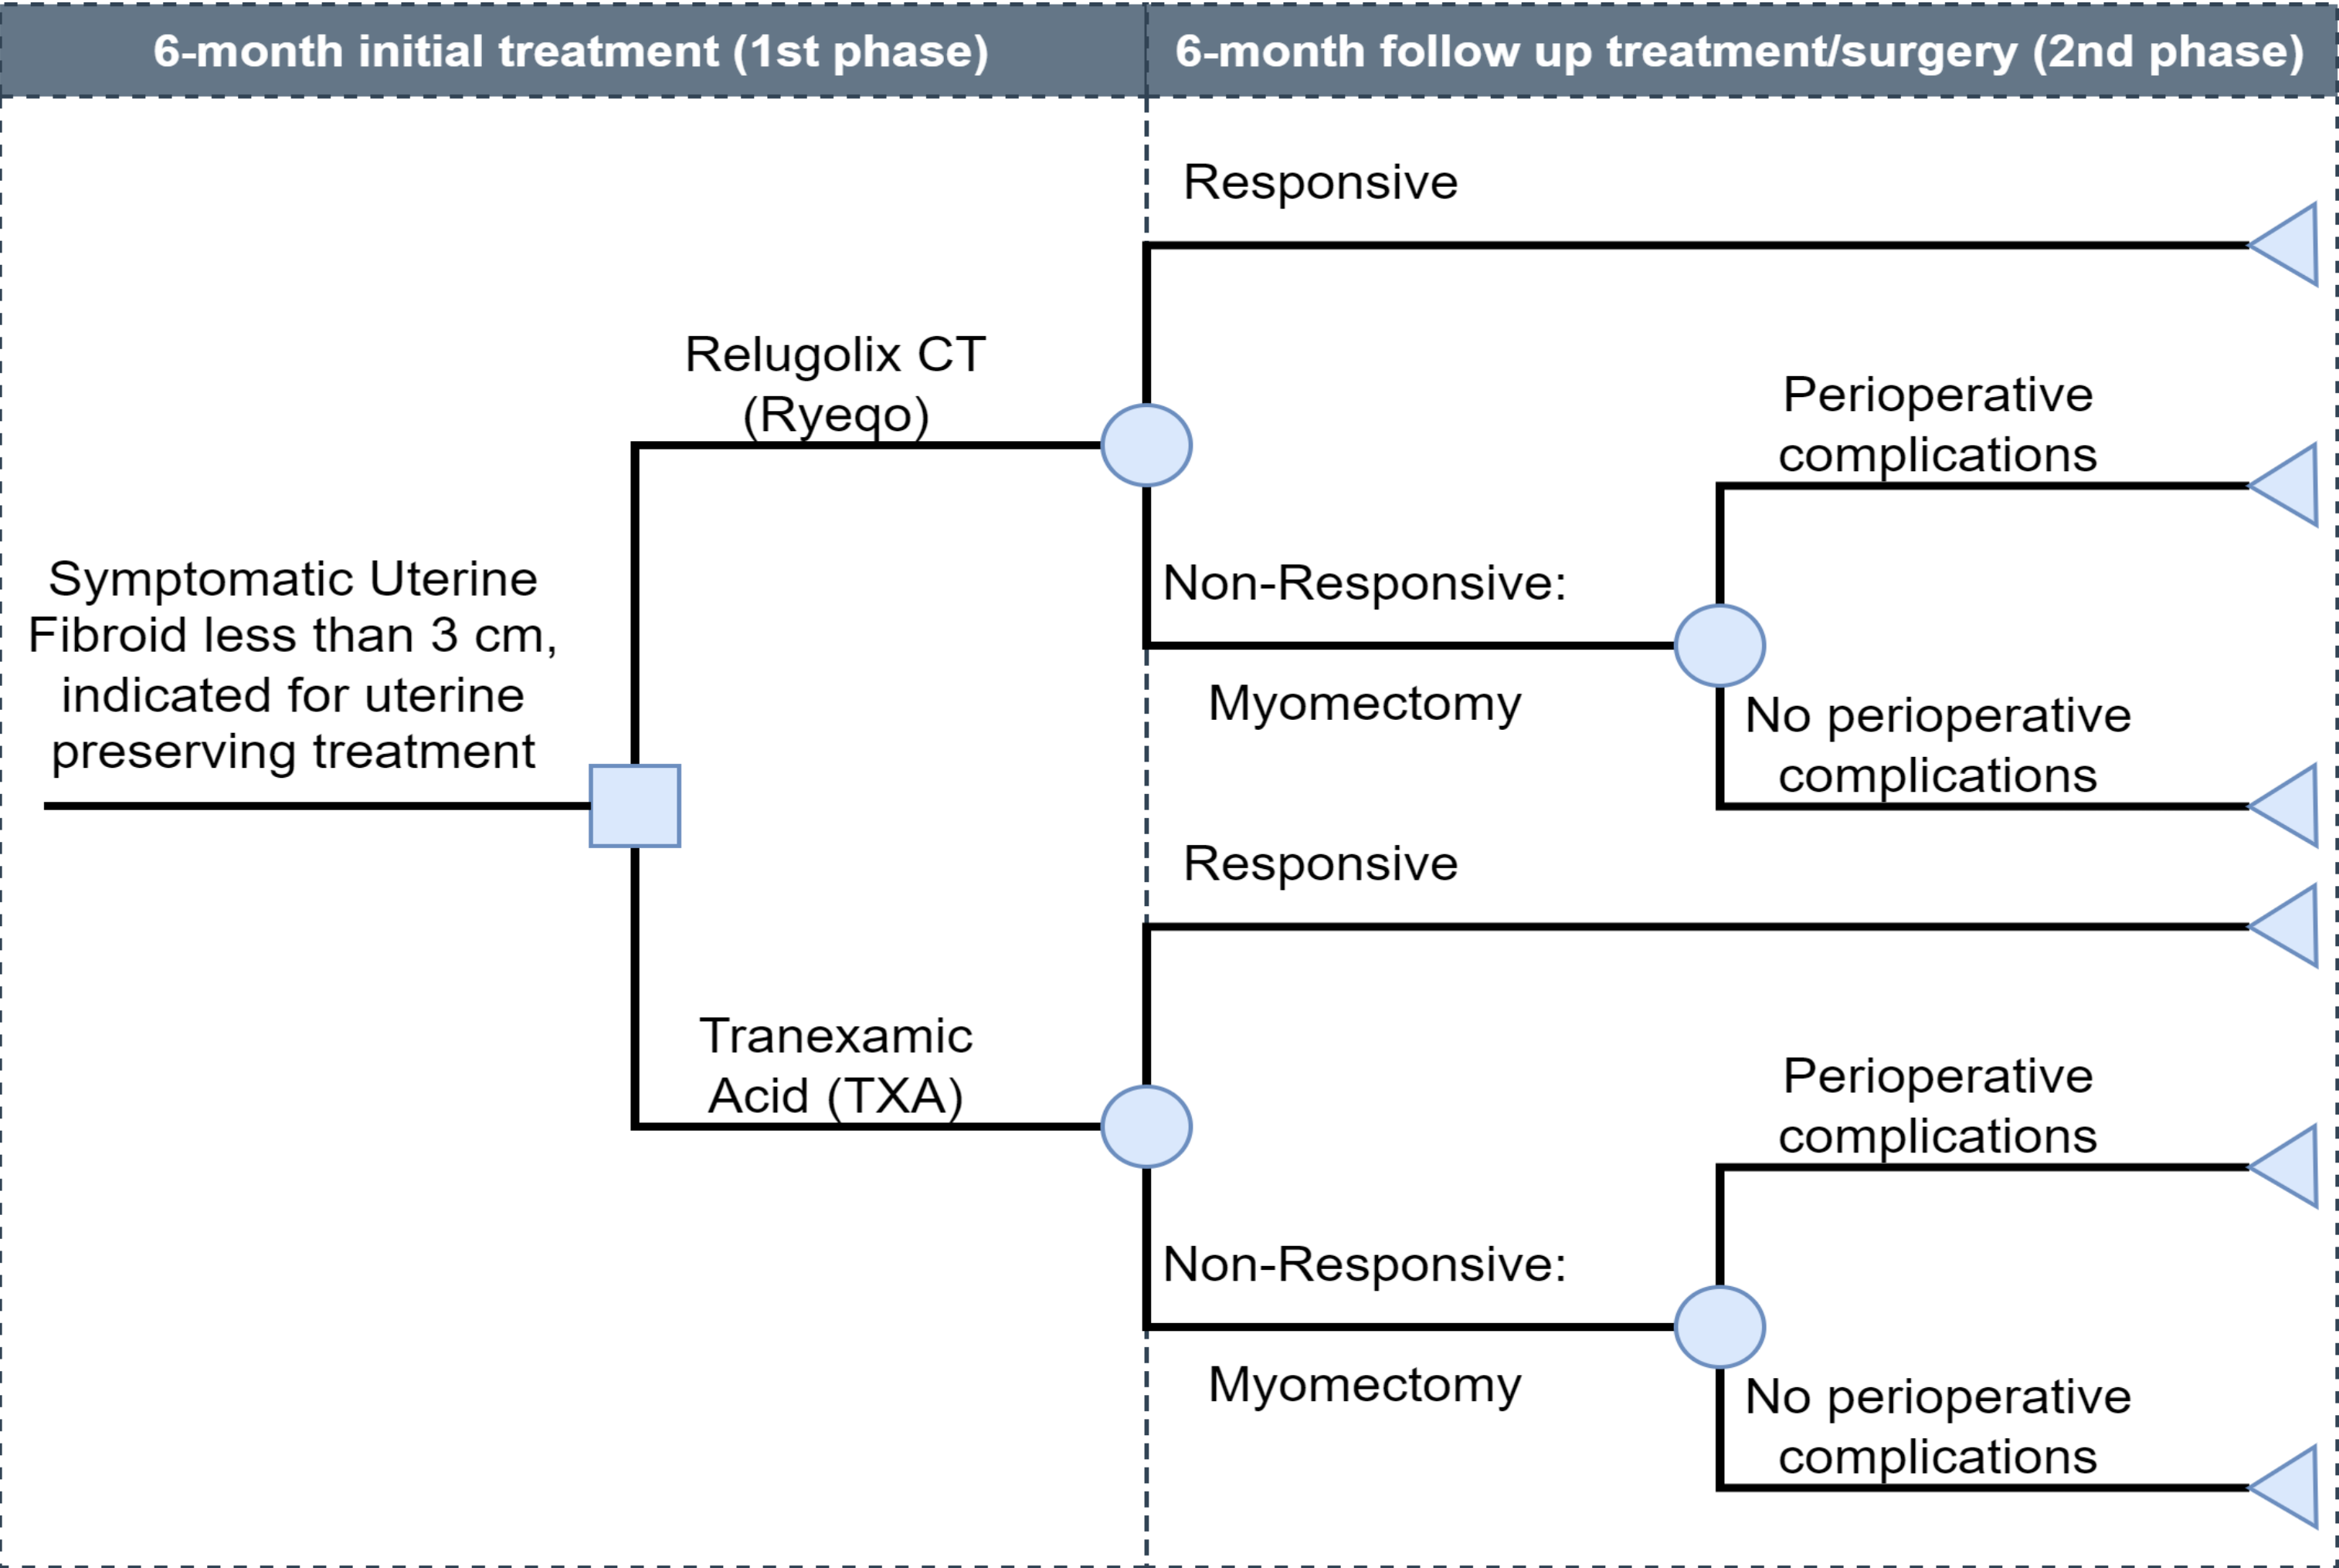 6-month initial treatment (1st phase)
6-month follow up treatment/surgery (2nd phase)
Responsive
Relugolix CT
(Ryeqo)
Perioperative
complications
Symptomatic Uterine
Fibroid less than 3 cm,
indicated for uterine
preserving treatment
Non-Responsive:
Myomectomy
No perioperative
complications
Responsive
Tranexamic
Acid (TXA)
Perioperative
complications
Non-Responsive:
Myomectomy
No perioperative
complications